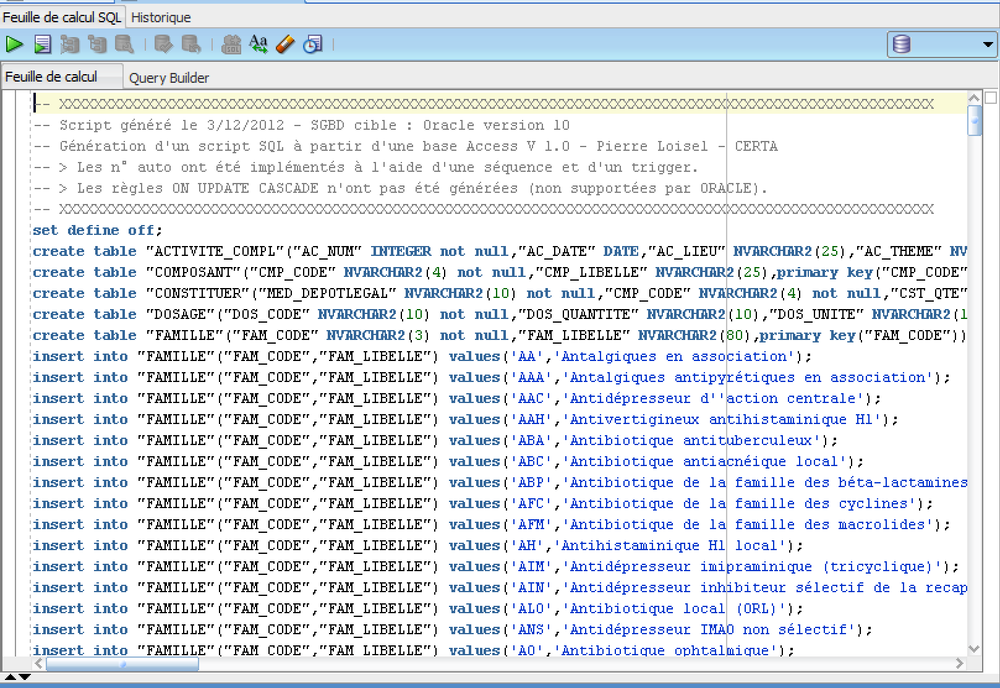 Feuille de calcul SQL Historique
Feuille de calcul Query Builder
-- XXXXXXXXXXXXXXXXXXXXXXXXXXXXXXXXXXXXXXXXXXXXXXXXXXXXXXXXXXXXXXXXXXXXXXXXXXXXXXXXXXXXXXXXXXXXXXXXXXXXX
-- Script généré le 3/12/2012 - SGBD cible : Oracle version 10
-- Génération d'un script SQL à partir d'une base Access V 1.0 - Pierre Loisel - CERTA
-- > Les n° auto ont été implémentés à l'aide d'une séquence et d'un trigger.
-- > Les règles ON UPDATE CASCADE n'ont pas été générées (non supportées par ORACLE).
-- XXXXXXXXXXXXXXXXXXXXXXXXXXXXXXXXXXXXXXXXXXXXXXXXXXXXXXXXXXXXXXXXXXXXXXXXXXXXXXXXXXXXXXXXXXXXXXXXXXXXX
set define off;
create table "ACTIVITE_COMPL"("AC_NUM" INTEGER not null,"AC_DATE" DATE,"AC_LIEU" NVARCHAR2(25),"AC_THEME" NV
create table "COMPOSANT"("CMP_CODE" NVARCHAR2(4) not null,"CMP_LIBELLE" NVARCHAR2(25),primary key("CMP_CODE"
create table "CONSTITUER"("MED_DEPOTLEGAL" NVARCHAR2(10) not null,"CMP_CODE" NVARCHAR2(4) not null,"CST_QTE"
create table "DOSAGE"("DOS_CODE" NVARCHAR2(10) not null,"DOS_QUANTITE" NVARCHAR2(10),"DOS_UNITE" NVARCHAR2(1
create table "FAMILLE"("FAM_CODE" NVARCHAR2(3) not null,"FAM_LIBELLE" NVARCHAR2(80),primary key("FAM_CODE"))
insert into "FAMILLE"("FAM_CODE","FAM_LIBELLE") values('AA','Antalgiques en association');
insert into "FAMILLE"("FAM_CODE","FAM_LIBELLE") values('AAA','Antalgiques antipyrétiques en association');
insert into "FAMILLE"("FAM_CODE","FAM_LIBELLE") values('AAC','Antidépresseur d''action centrale');
insert into "FAMILLE"("FAM_CODE","FAM_LIBELLE") values('AAH','Antivertigineux antihistaminique H1');
insert into "FAMILLE"("FAM_CODE","FAM_LIBELLE") values('ABA','Antibiotique antituberculeux');
insert into "FAMILLE"("FAM_CODE","FAM_LIBELLE") values('ABC','Antibiotique antiacnéique local');
insert into "FAMILLE"("FAM_CODE","FAM_LIBELLE") values('ABP','Antibiotique de la famille des béta-lactamines
insert into "FAMILLE"("FAM_CODE","FAM_LIBELLE") values('AFC','Antibiotique de la famille des cyclines');
insert into "FAMILLE"("FAM_CODE","FAM_LIBELLE") values('AFM','Antibiotique de la famille des macrolides');
insert into "FAMILLE"("FAM_CODE","FAM_LIBELLE") values('AH','Antihistaminique H1 local');
insert into "FAMILLE"("FAM_CODE","FAM_LIBELLE") values('AIM','Antidépresseur imipraminique (tricyclique)');
insert into "FAMILLE"("FAM_CODE","FAM_LIBELLE") values('AIN','Antidépresseur inhibiteur sélectif de la recap
insert into "FAMILLE"("FAM_CODE","FAM_LIBELLE") values('ALO','Antibiotique local (ORL)');
insert into "FAMILLE"("FAM_CODE","FAM_LIBELLE") values('ANS','Antidépresseur IMAO non sélectif');
insert into "FAMILLE"("FAM_CODE","FAM_LIBELLE") values('AO','Antibiotique ophtalmique');